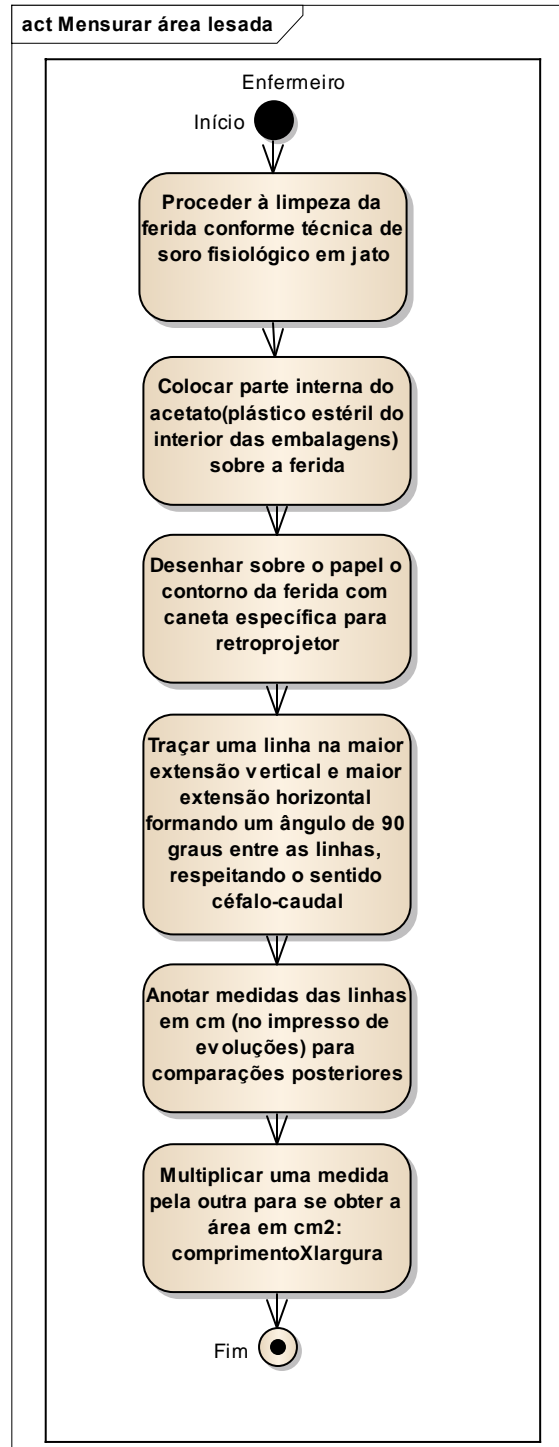 act Mensurar área lesada
Enfermeiro
Início
Proceder à limpeza da
ferida conforme técnica de
soro fisiológico em jato
Colocar parte interna do
acetato(plástico estéril do
interior das embalagens)
sobre a ferida
Desenhar sobre o papel o
contorno da ferida com
caneta específica para
retroprojetor
Traçar uma linha na maior
extensão vertical e maior
extensão horizontal
formando um ângulo de 90
graus entre as linhas,
respeitando o sentido
céfalo-caudal
Anotar medidas das linhas
em cm (no impresso de
evoluções) para
comparações posteriores
Multiplicar uma medida
pela outra para se obter a
área em cm2:
comprimentoXlargura
Fim